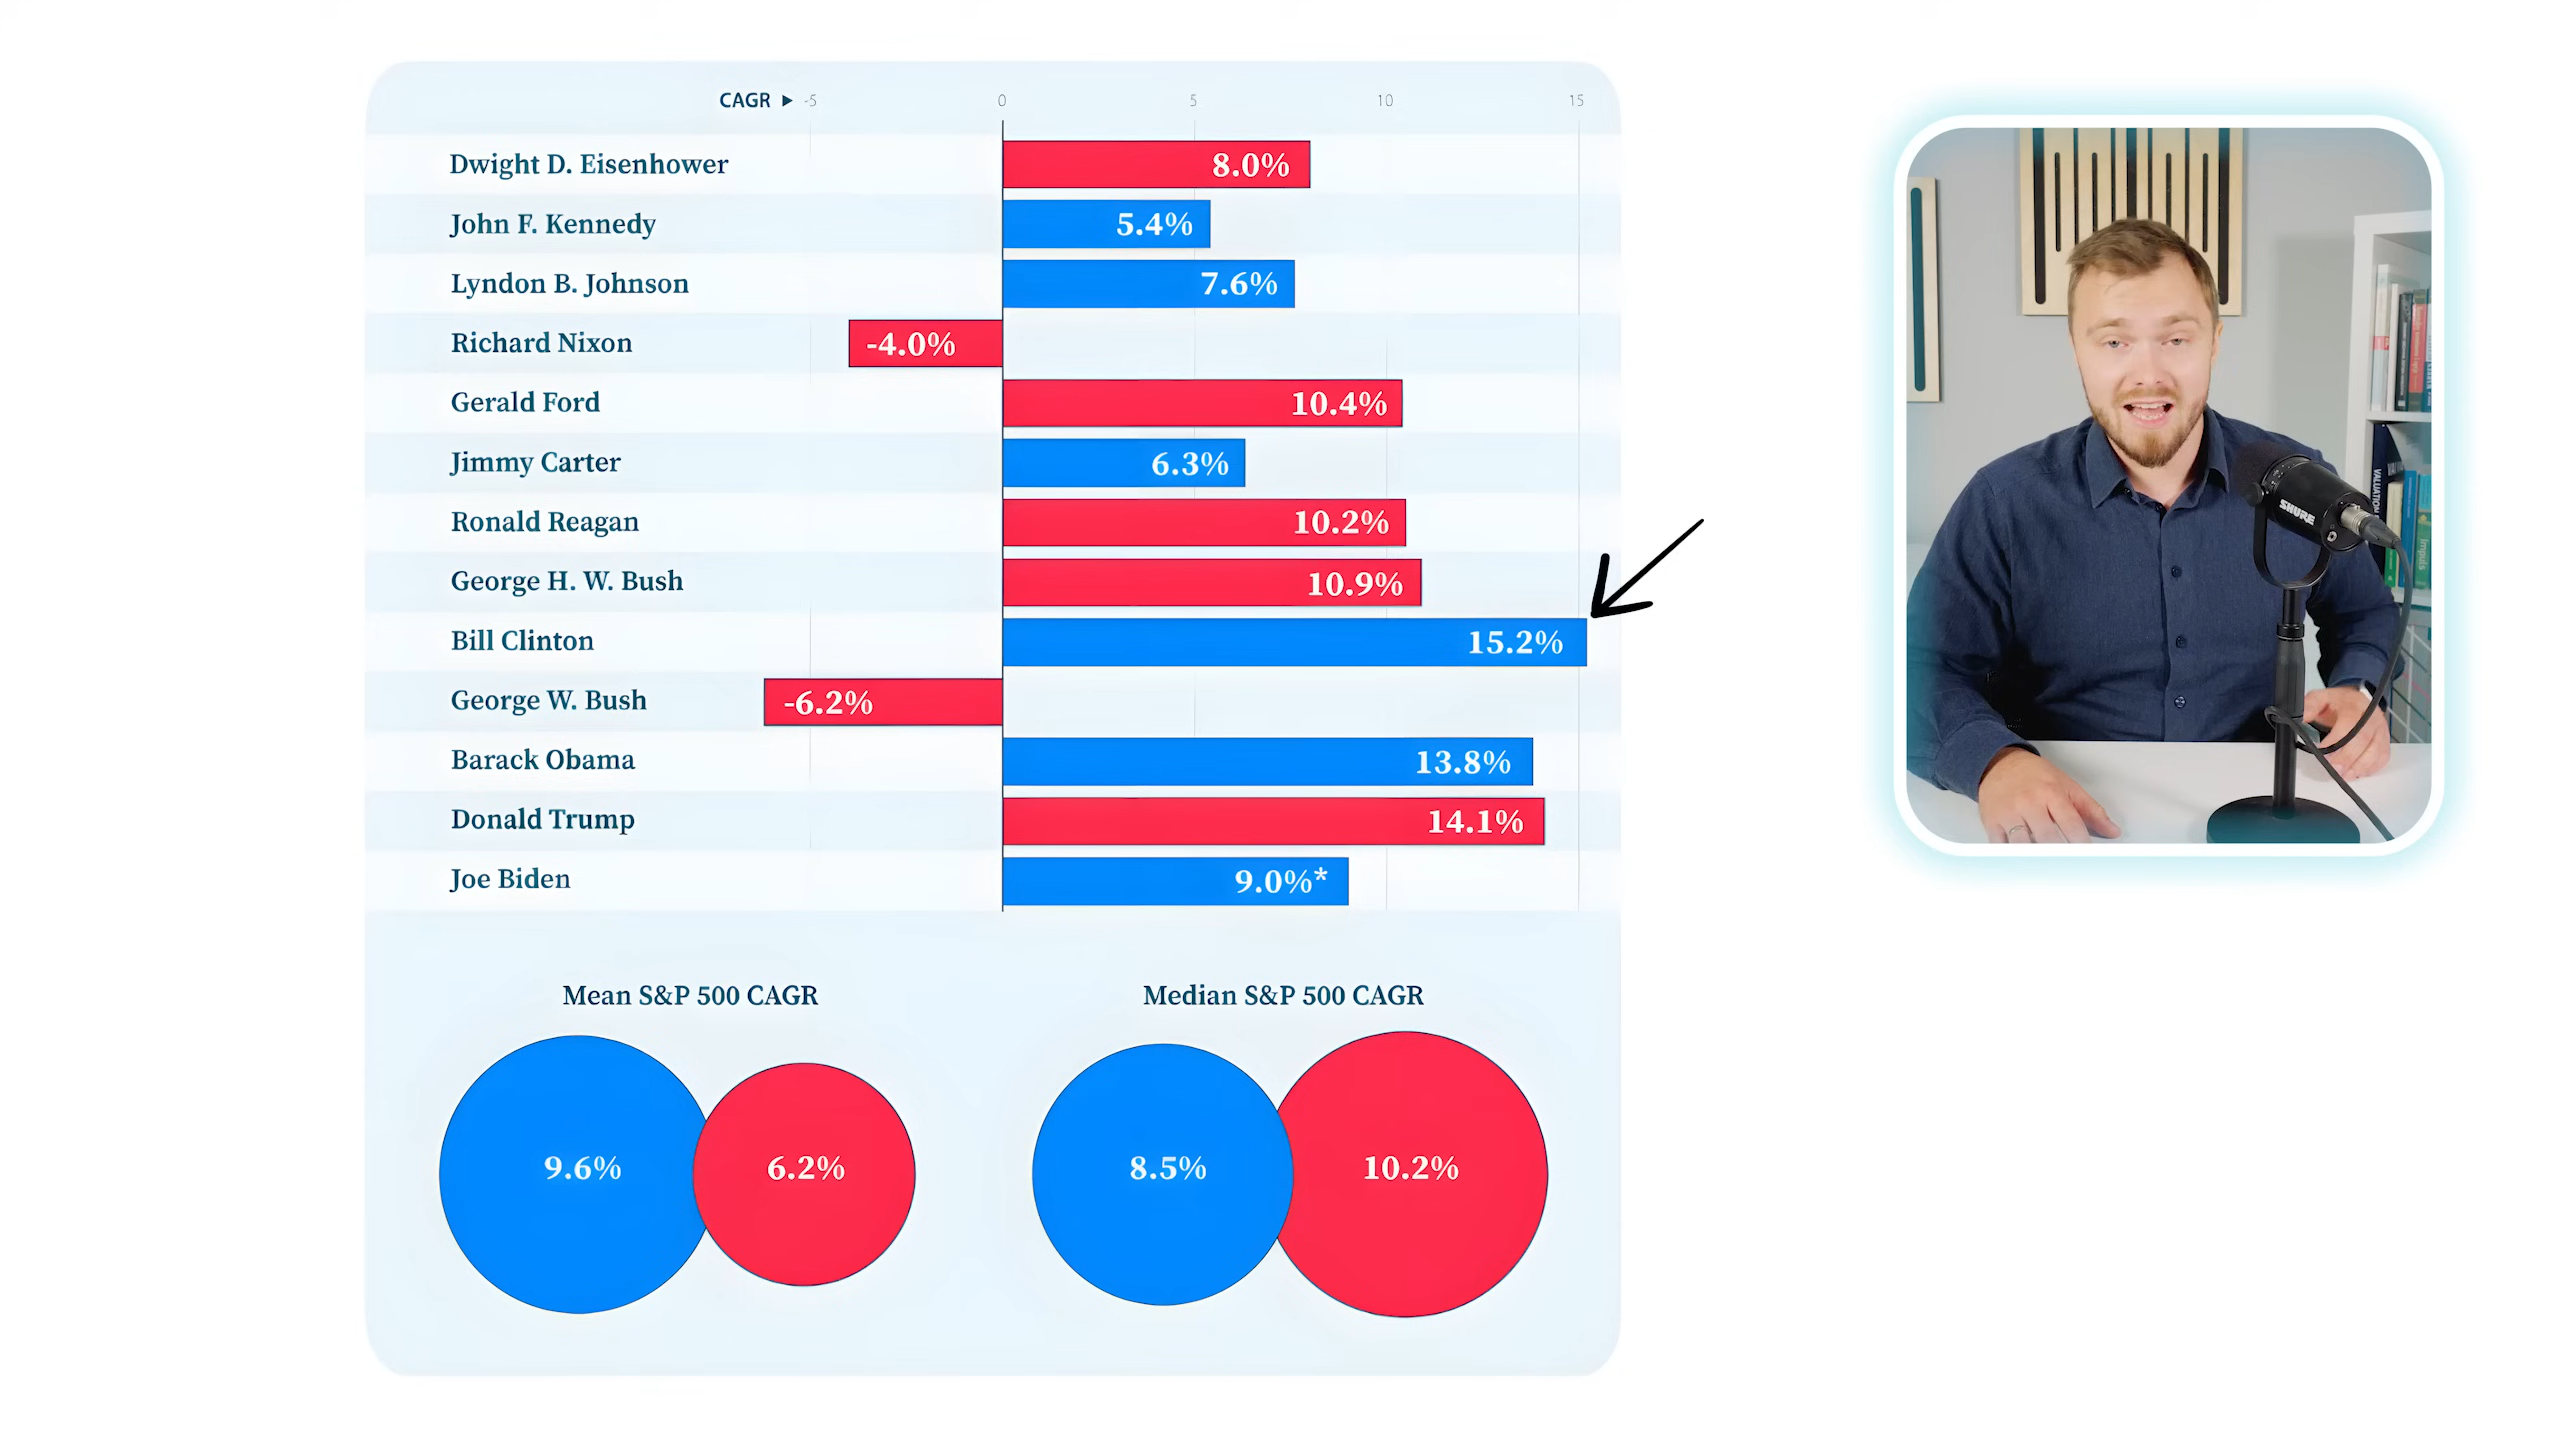 CAGR ▶ -5 0 5 10 15
Dwight D. Eisenhower 8.0%
John F. Kennedy 5.4%
Lyndon B. Johnson 7.6%
Richard Nixon -4.0%
Gerald Ford 10.4%
Jimmy Carter 6.3%
Ronald Reagan 10.2%
George H. W. Bush 10.9%
Bill Clinton 15.2%
George W. Bush -6.2%
Barack Obama 13.8%
Donald Trump 14.1%
Joe Biden 9.0%*
Mean S&P 500 CAGR
9.6% 6.2%
Median S&P 500 CAGR
8.5% 10.2%
SHURE
VALUATION